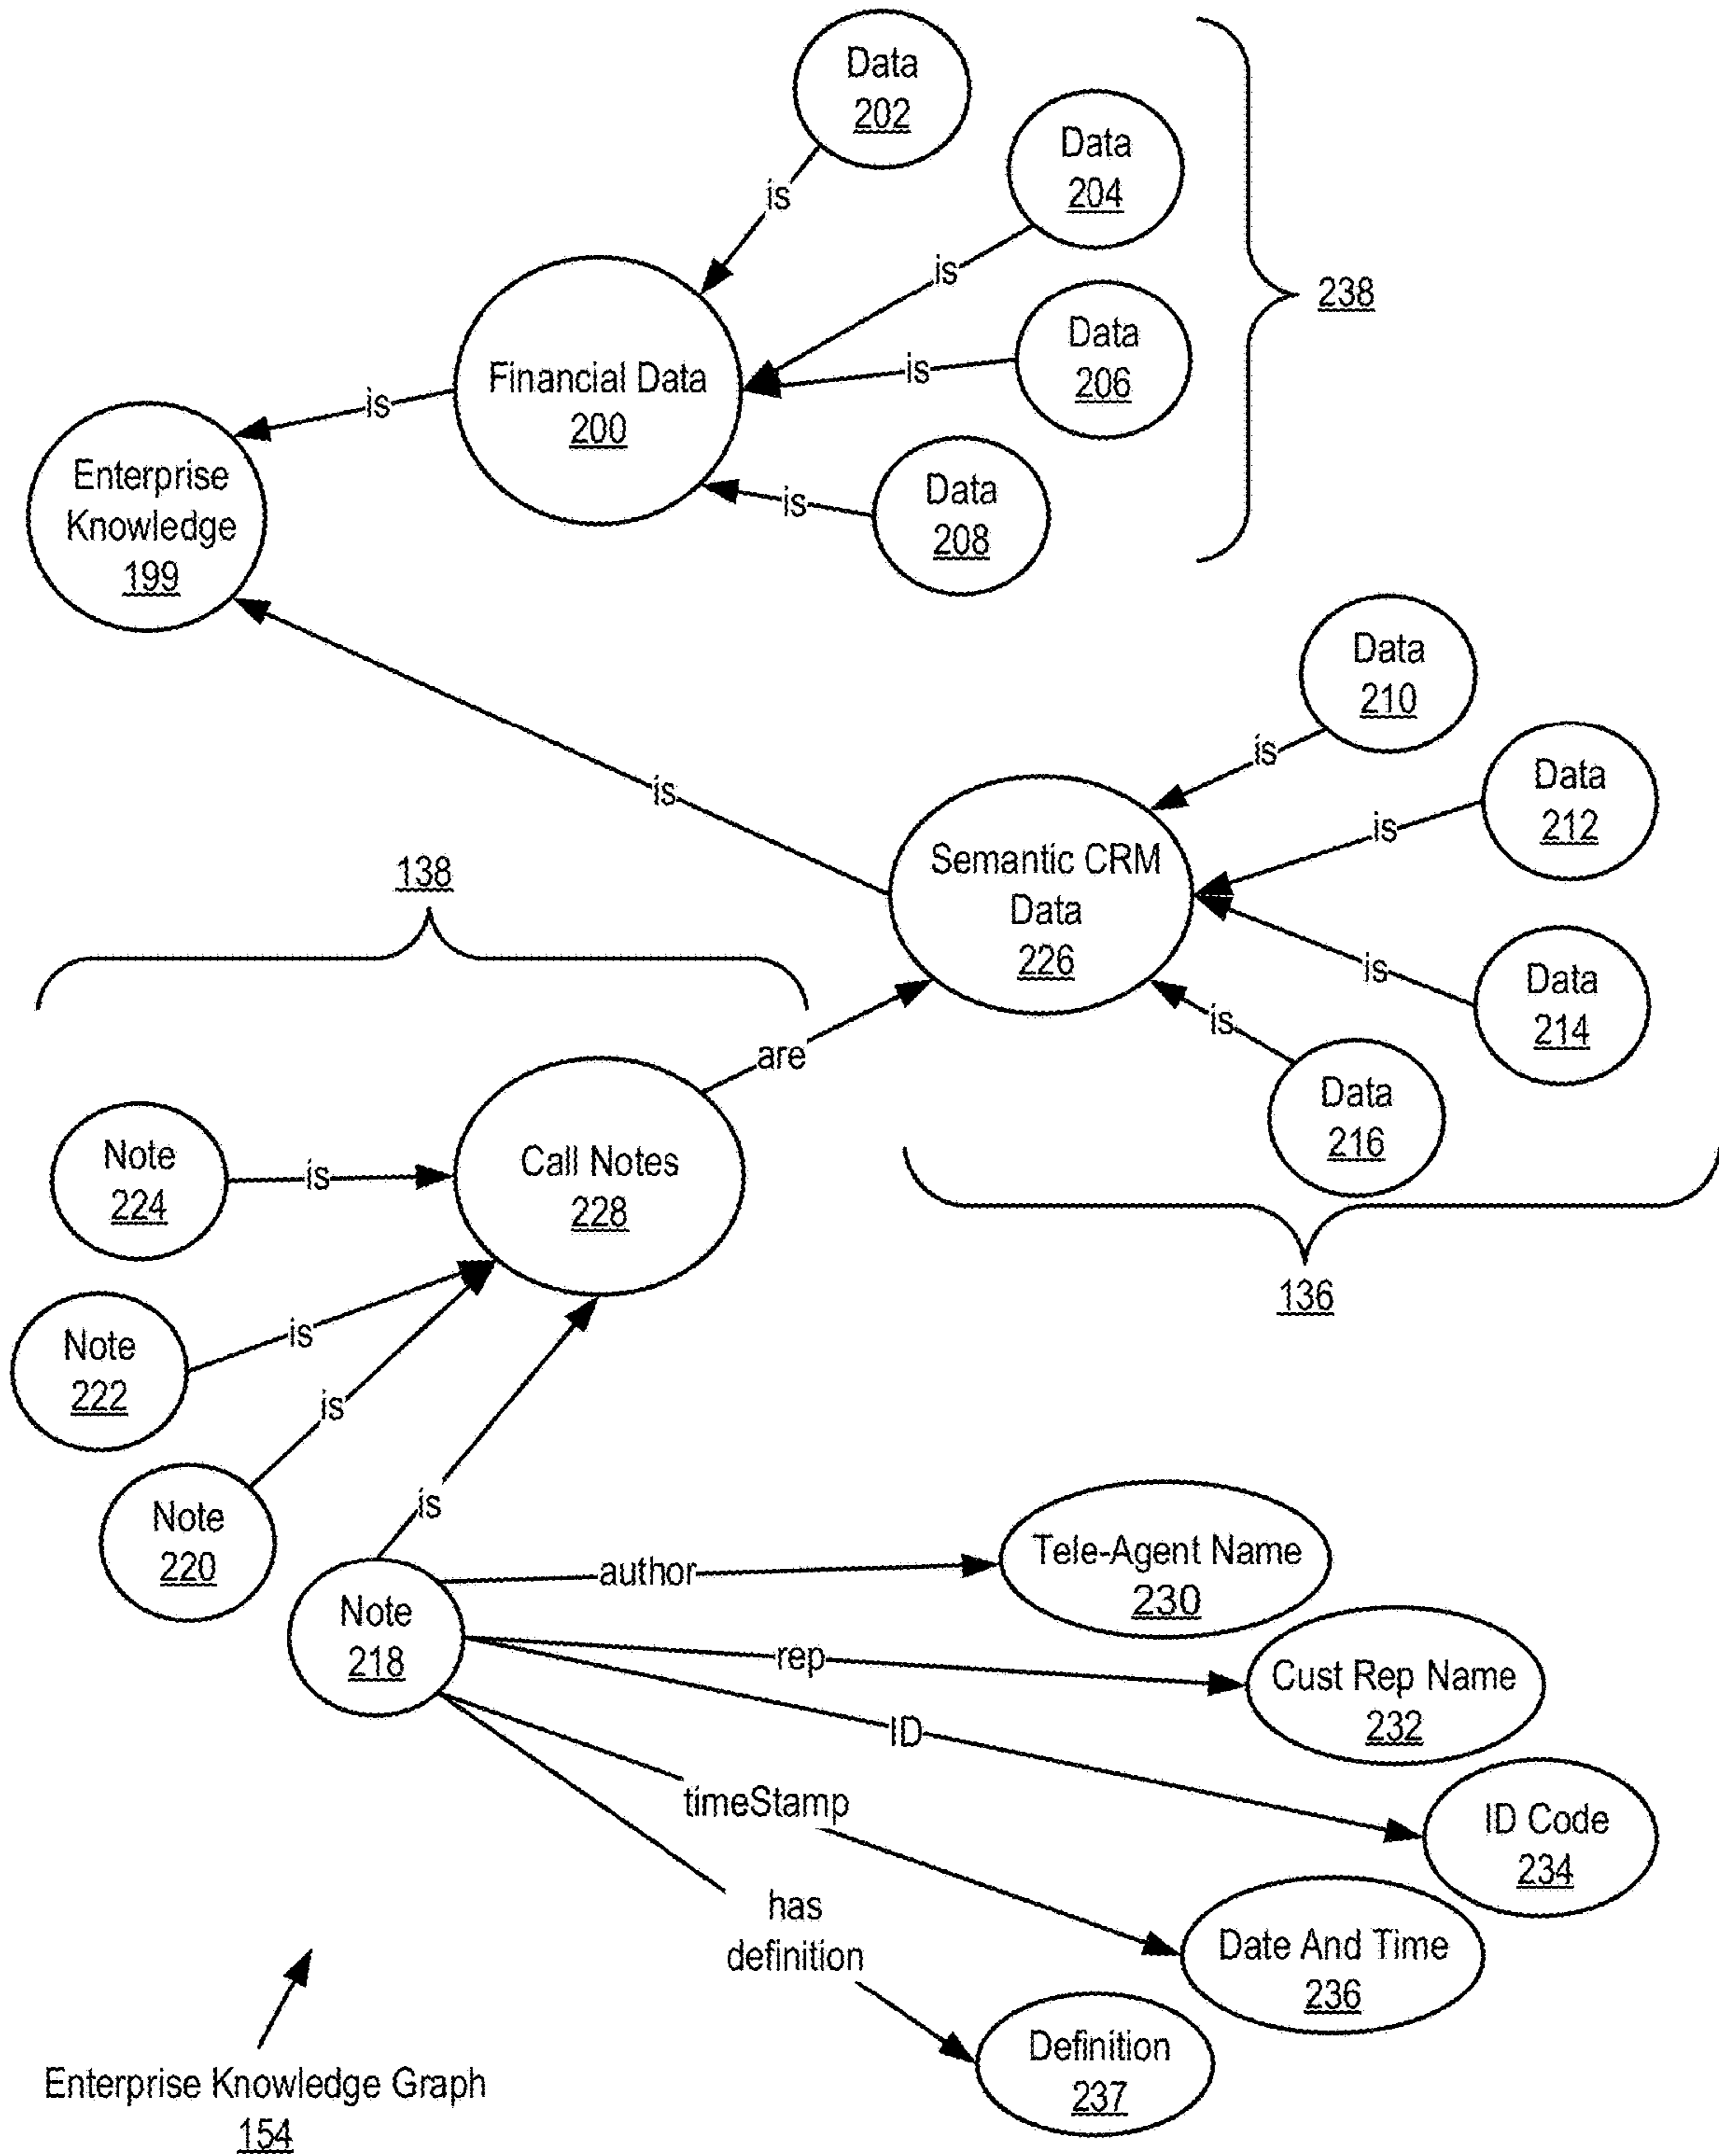 Data
202
is
Data
204
is
238
Data
206
is
Financial Data
200
is
Data
208
is
Enterprise
Knowledge
199
Data
210
is
Data
212
is
is
Semantic CRM
Data
226
138
Data
214
is
is
are
Data
216
Note
224
is
Call Notes
228
136
Note
222
is
is
Note
220
is
Tele-Agent Name
230
author
Note
218
rep
Cust Rep Name
232
ID
timeStamp
ID Code
234
has
definition
Date And Time
236
Definition
237
Enterprise Knowledge Graph
154